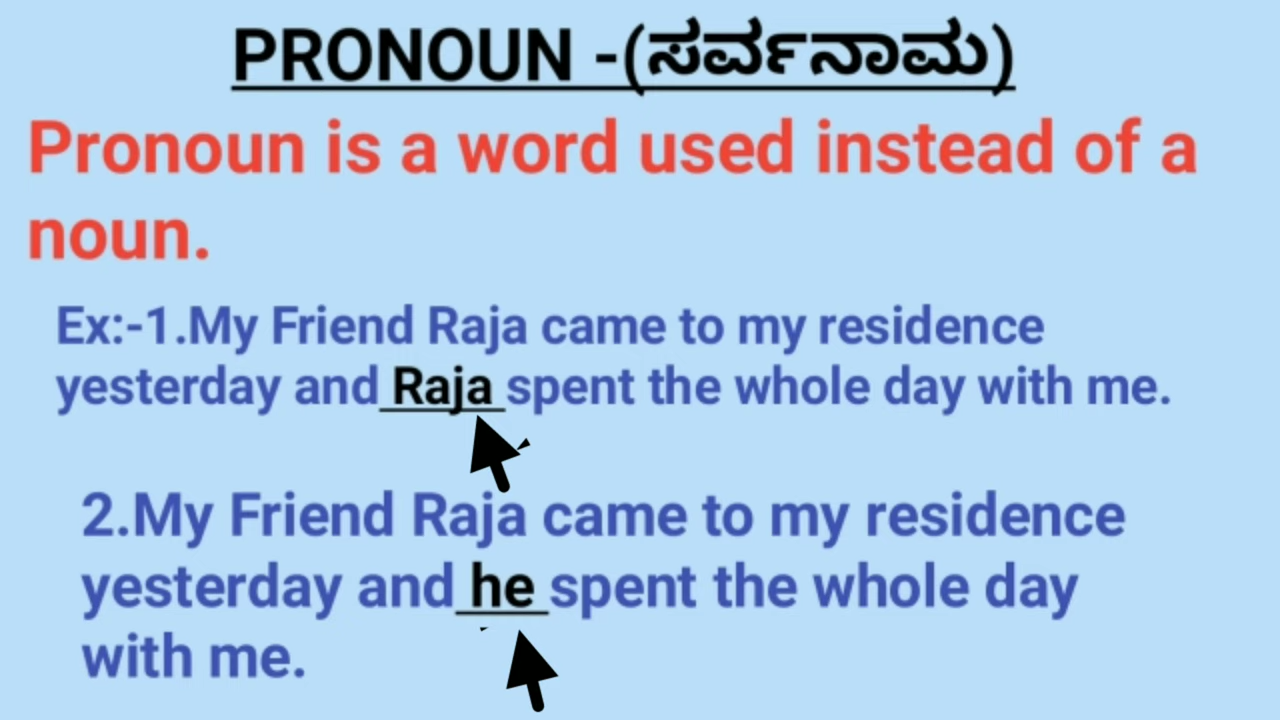 PRONOUN -(ಸರ್ವನಾಮ)
Pronoun is a word used instead of a
noun.
Ex:-1.My Friend Raja came to my residence
yesterday and Raja spent the whole day with me.
2.My Friend Raja came to my residence
yesterday and he spent the whole day
with me.